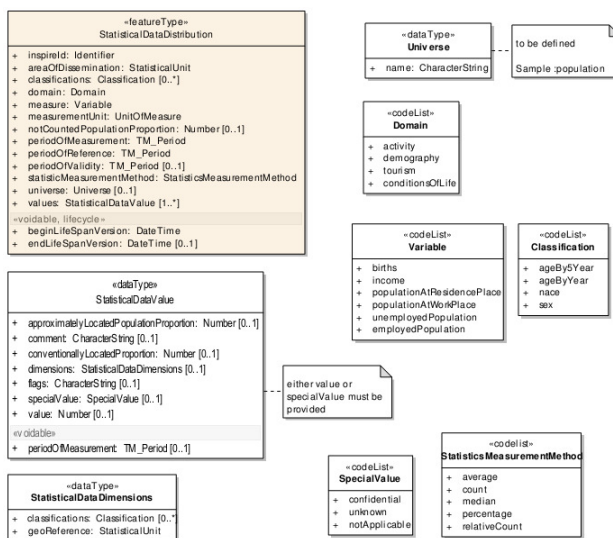 «featureType»
StatisticalDataDistribution
+ inspireId: Identifier
+ areaOfDissemination: StatisticalUnit
+ classifications: Classification [0..*]
+ domain: Domain
+ measure: Variable
+ measurementUnit: UnitOfMeasure
+ notCountedPopulationProportion: Number [0..1]
+ periodOfMeasurement: TM_Period [0..1]
+ periodOfReference: TM_Period
+ periodOfValidity: TM_Period [0..1]
+ statisticMeasurementMethod: StatisticsMeasurementMethod
+ universe: Universe [0..1]
+ values: StatisticalDataValue [1..*]
«voidable, lifecycle»
+ beginLifeSpanVersion: DateTime
+ endLifeSpanVersion: DateTime [0..1]
«dataType»
Universe
+ name: CharacterString
to be defined
Sample :population
«codeList»
Domain
+ activity
+ demography
+ tourism
+ conditionsOfLife
«codeList»
Variable
+ births
+ income
+ populationAtResidencePlace
+ populationAtWorkPlace
+ unemployedPopulation
+ employedPopulation
«codeList»
Classification
+ ageBy5Year
+ ageByYear
+ nace
+ sex
«dataType»
StatisticalDataValue
+ approximatelyLocatedPopulationProportion: Number [0..1]
+ comment: CharacterString [0..1]
+ conventionallyLocatedProportion: Number [0..1]
+ dimensions: StatisticalDataDimensions [0..1]
+ flags: CharacterString [0..1]
+ specialValue: SpecialValue [0..1]
+ value: Number [0..1]
«voidable»
+ periodOfMeasurement: TM_Period [0..1]
either value or
specialValue must be
provided
«codeList»
SpecialValue
+ confidential
+ unknown
+ notApplicable
«codelist»
StatisticsMeasurementMethod
+ average
+ count
+ median
+ percentage
+ relativeCount
«dataType»
StatisticalDataDimensions
+ classifications: Classification [0..*]
+ geoReference: StatisticalUnit